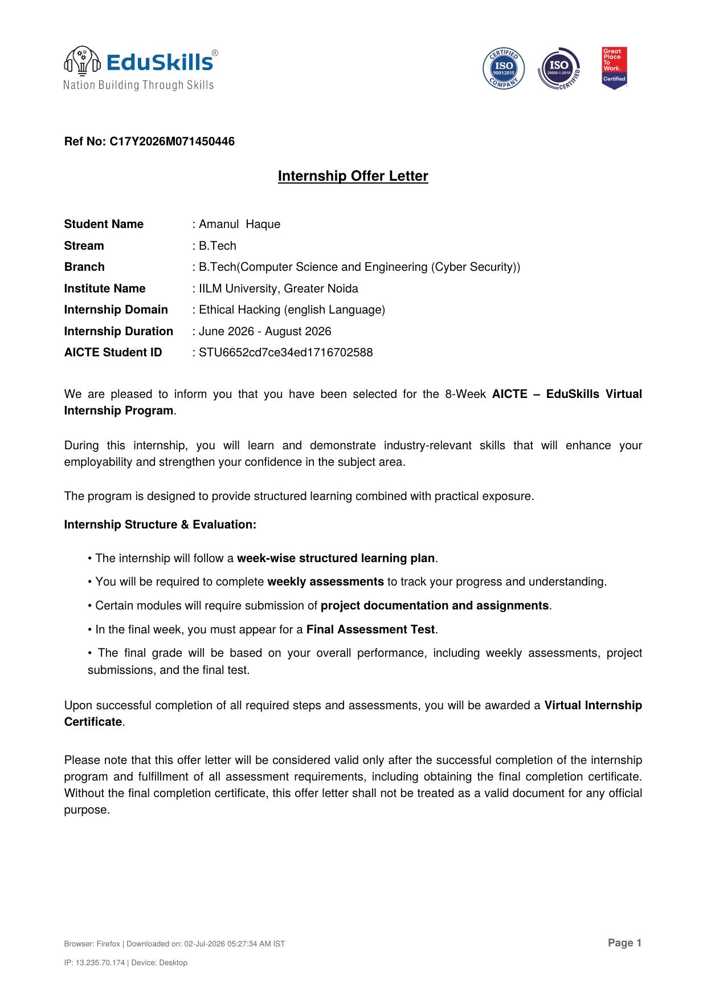 EduSkills®
Nation Building Through Skills
CERTIFIED
ISO
9001:2015
COMPANY
ISO
20000-1:2018
CERTIFIED
Great
Place
To
Work.
Certified
Ref No: C17Y2026M071450446
Internship Offer Letter
Student Name : Amanul  Haque
Stream : B.Tech
Branch : B.Tech(Computer Science and Engineering (Cyber Security))
Institute Name : IILM University, Greater Noida
Internship Domain : Ethical Hacking (english Language)
Internship Duration : June 2026 - August 2026
AICTE Student ID : STU6652cd7ce34ed1716702588
We are pleased to inform you that you have been selected for the 8-Week AICTE – EduSkills Virtual
Internship Program.
During this internship, you will learn and demonstrate industry-relevant skills that will enhance your
employability and strengthen your confidence in the subject area.
The program is designed to provide structured learning combined with practical exposure.
Internship Structure & Evaluation:
• The internship will follow a week-wise structured learning plan.
• You will be required to complete weekly assessments to track your progress and understanding.
• Certain modules will require submission of project documentation and assignments.
• In the final week, you must appear for a Final Assessment Test.
• The final grade will be based on your overall performance, including weekly assessments, project
submissions, and the final test.
Upon successful completion of all required steps and assessments, you will be awarded a Virtual Internship
Certificate.
Please note that this offer letter will be considered valid only after the successful completion of the internship
program and fulfillment of all assessment requirements, including obtaining the final completion certificate.
Without the final completion certificate, this offer letter shall not be treated as a valid document for any official
purpose.
Browser: Firefox | Downloaded on: 02-Jul-2026 05:27:34 AM IST
Page 1
IP: 13.235.70.174 | Device: Desktop